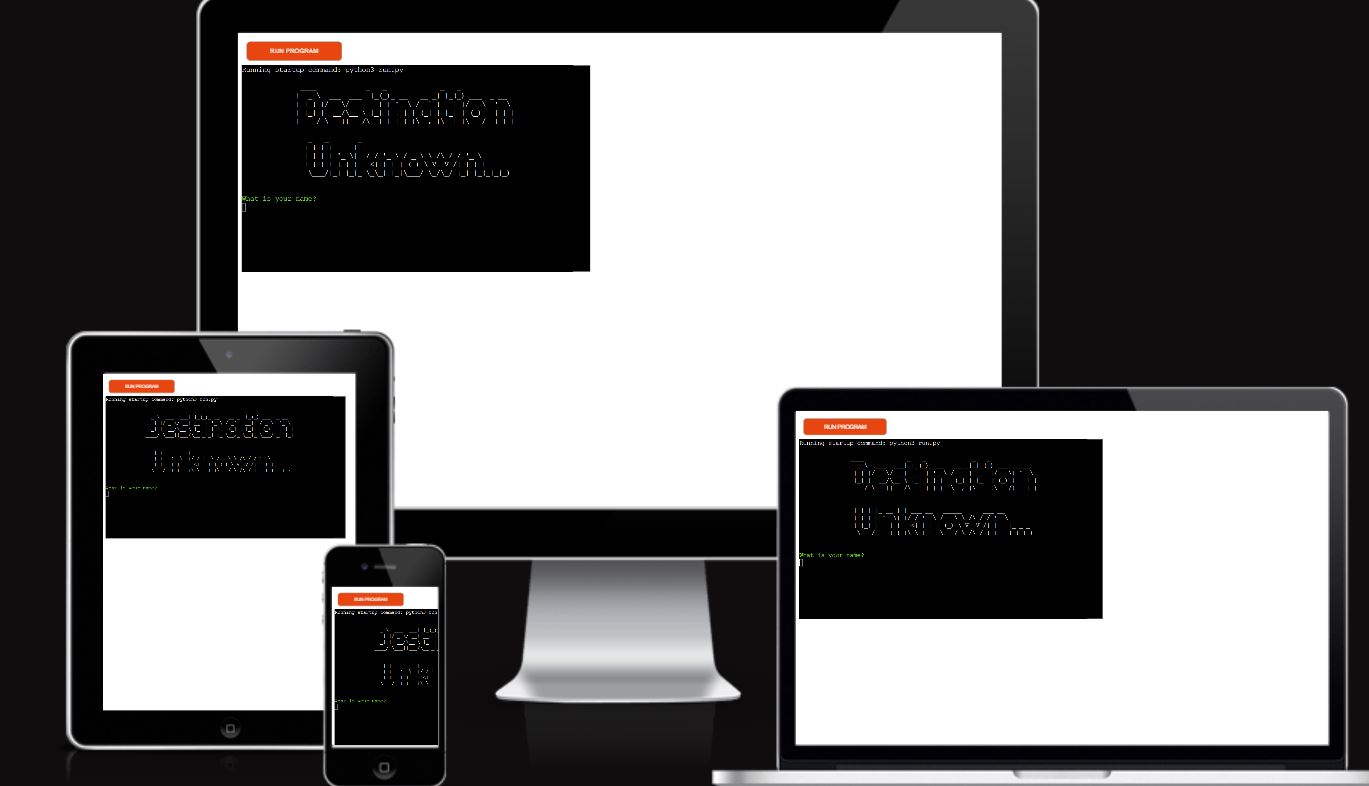 RUN PROGRAM
Running startup command: python3 run.py
Destination
Unknown...
What is your name?
RUN PROGRAM
Running startup command: python3 run.py
Destination
Unknown...
What is your name?
RUN PROGRAM
Running startup command: python3 run
Desti
Unk
What is your name?
RUN PROGRAM
Running startup command: python3 run.py
Destination
Unknown...
What is your name?